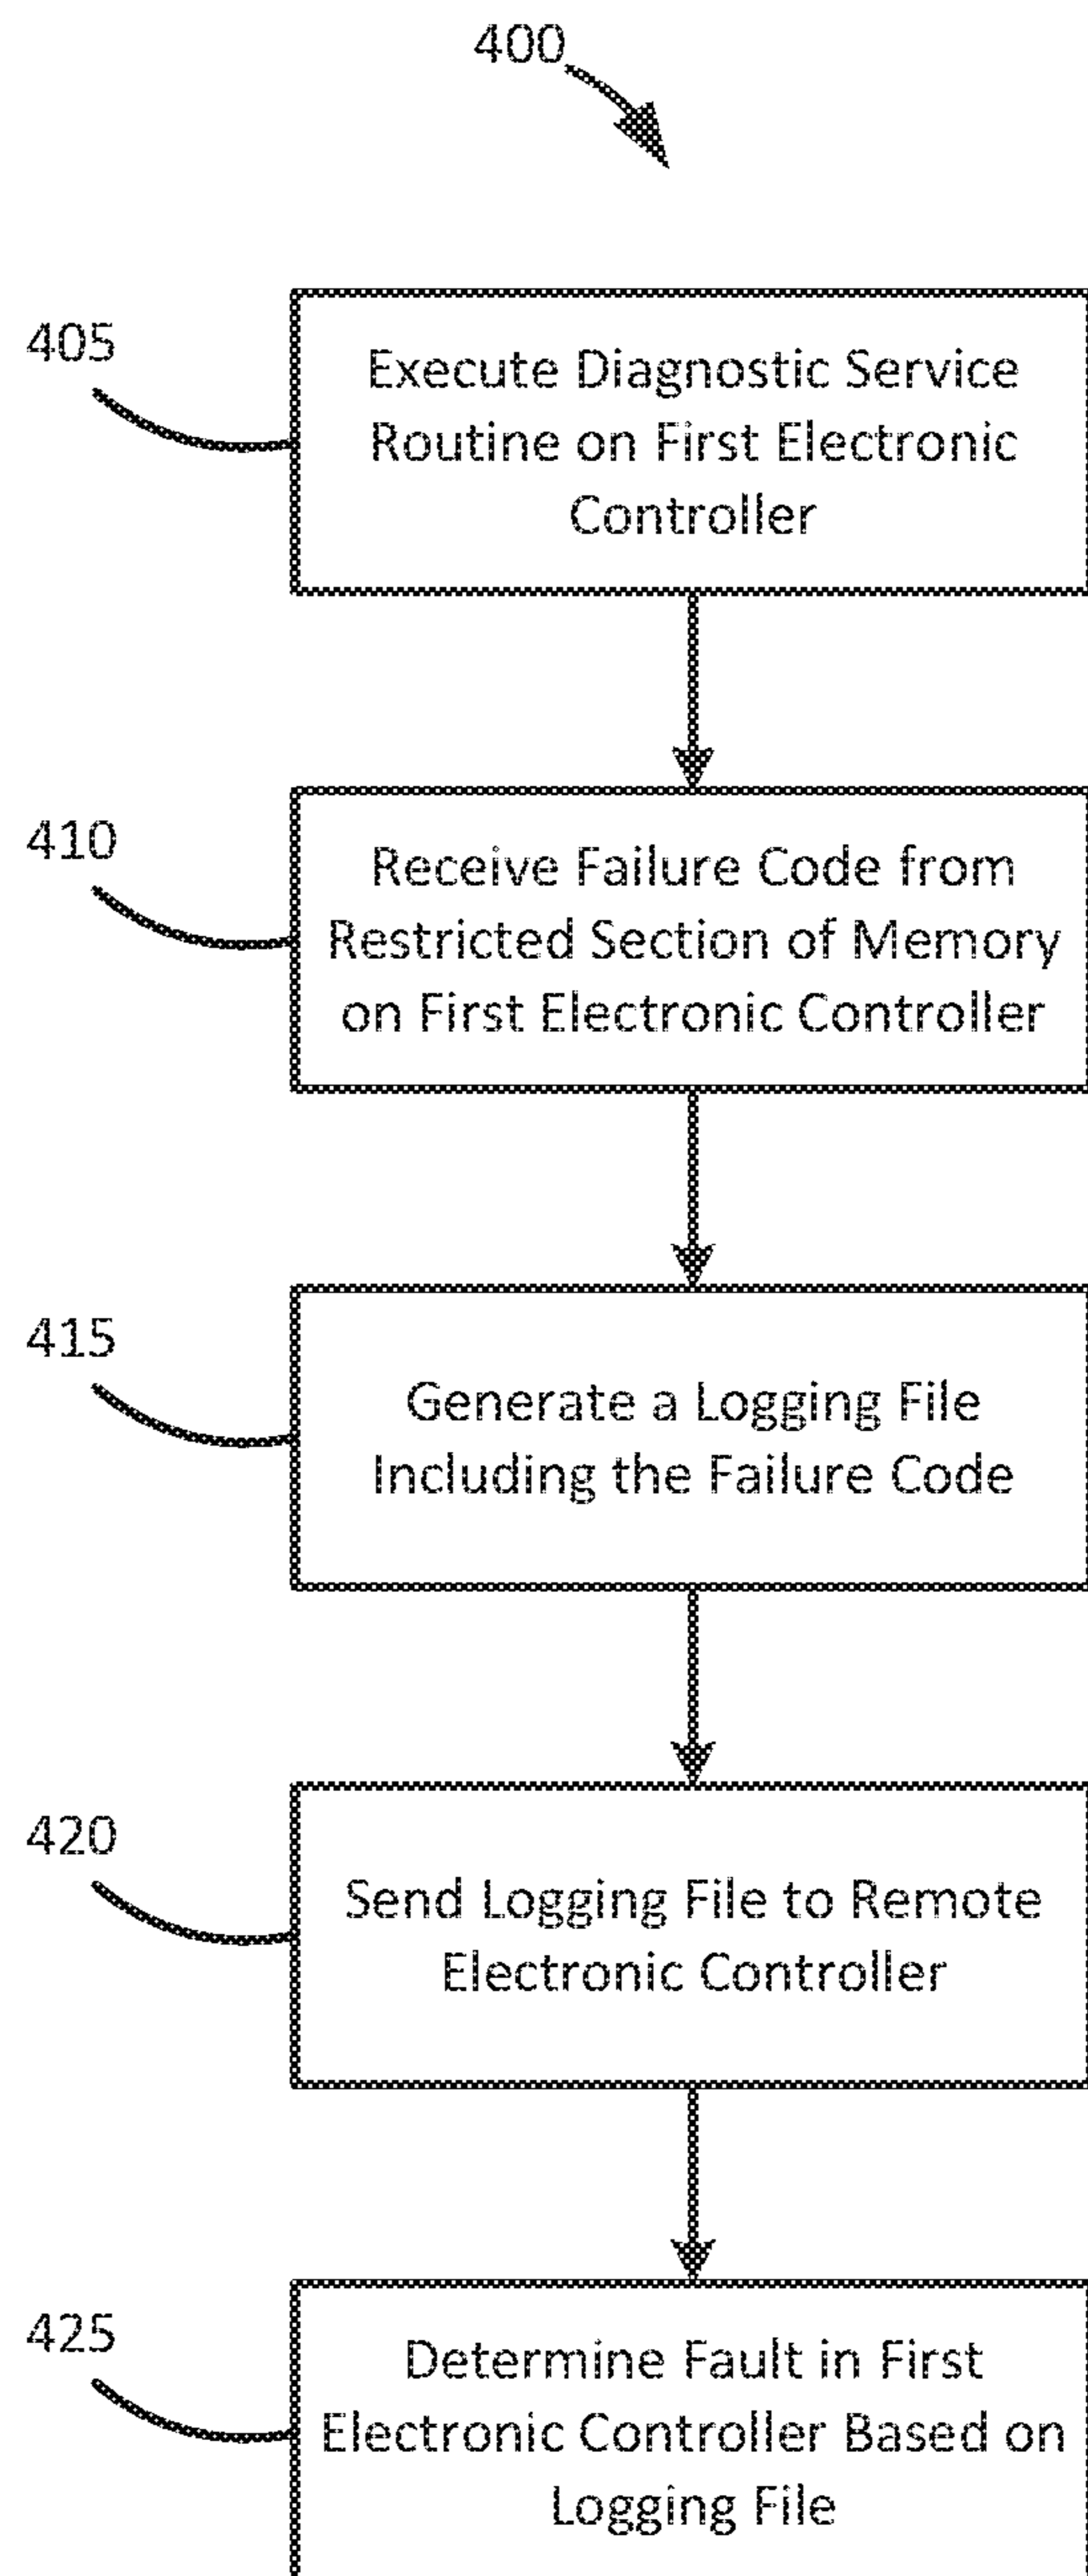 400
405
Execute Diagnostic Service
Routine on First Electronic
Controller
410
Receive Failure Code from
Restricted Section of Memory
on First Electronic Controller
415
Generate a Logging File
Including the Failure Code
420
Send Logging File to Remote
Electronic Controller
425
Determine Fault in First
Electronic Controller Based on
Logging File